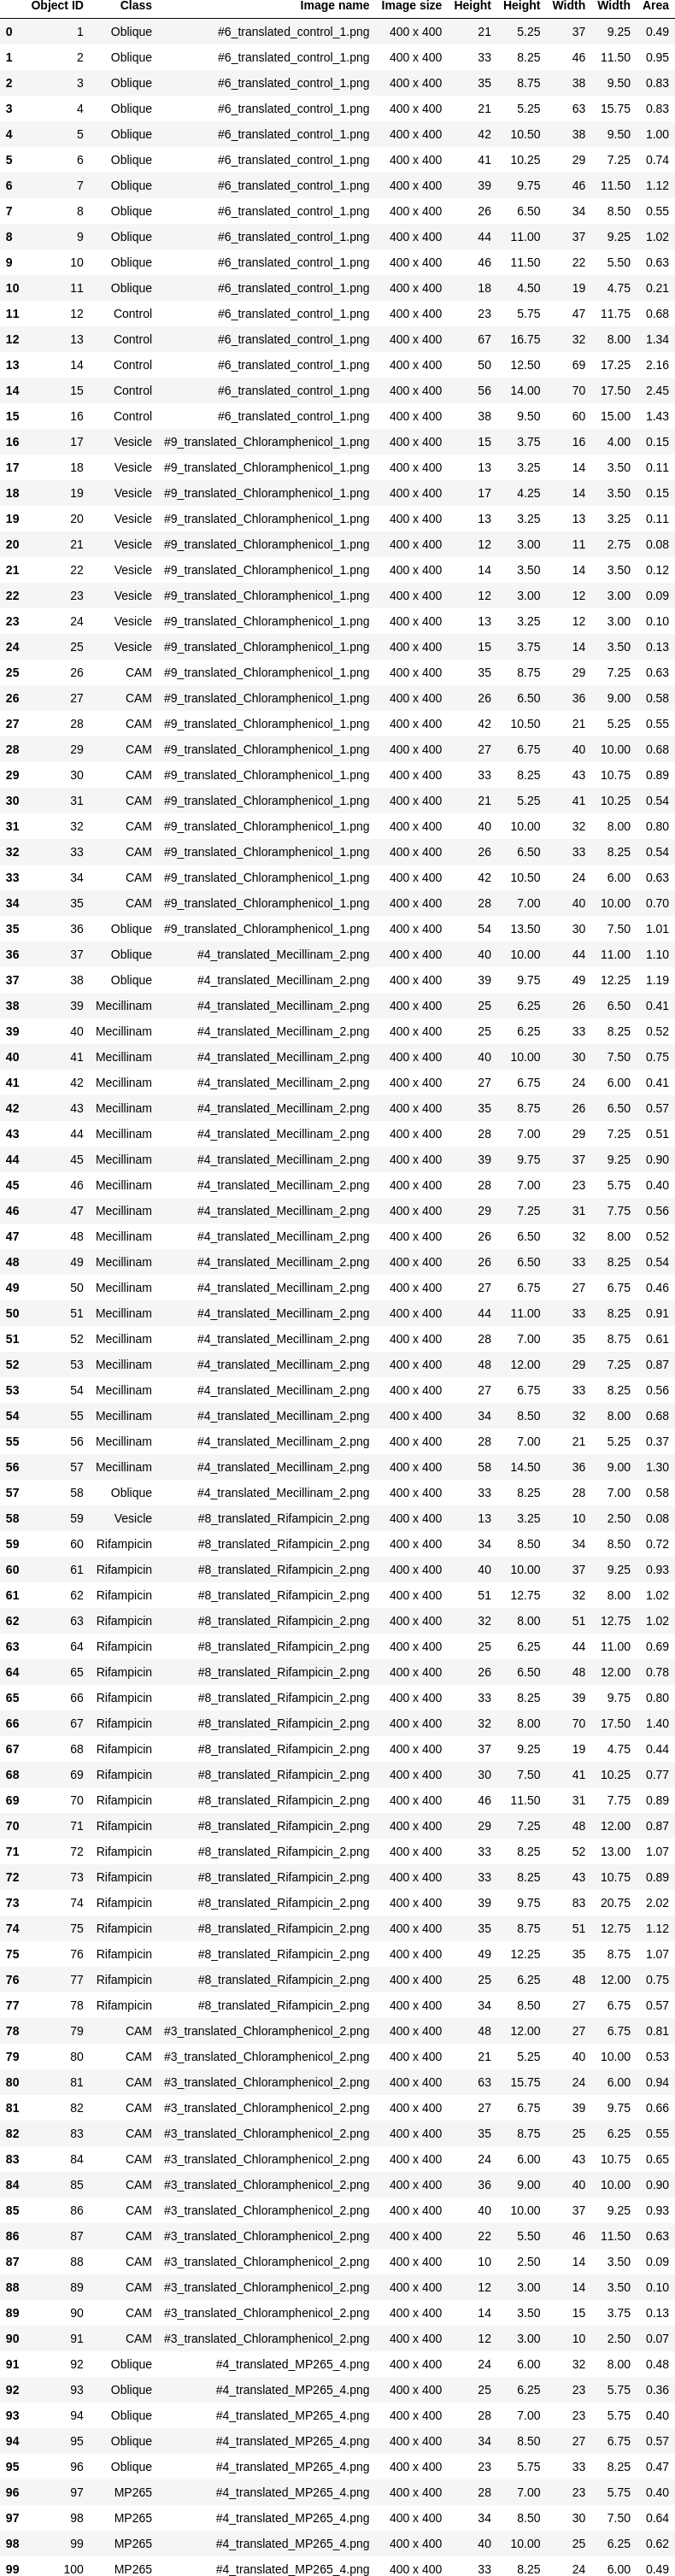 Object ID Class Image name Image size Height Height Width Width Area
0 1 Oblique #6_translated_control_1.png 400 x 400 21 5.25 37 9.25 0.49
1 2 Oblique #6_translated_control_1.png 400 x 400 33 8.25 46 11.50 0.95
2 3 Oblique #6_translated_control_1.png 400 x 400 35 8.75 38 9.50 0.83
3 4 Oblique #6_translated_control_1.png 400 x 400 21 5.25 63 15.75 0.83
4 5 Oblique #6_translated_control_1.png 400 x 400 42 10.50 38 9.50 1.00
5 6 Oblique #6_translated_control_1.png 400 x 400 41 10.25 29 7.25 0.74
6 7 Oblique #6_translated_control_1.png 400 x 400 39 9.75 46 11.50 1.12
7 8 Oblique #6_translated_control_1.png 400 x 400 26 6.50 34 8.50 0.55
8 9 Oblique #6_translated_control_1.png 400 x 400 44 11.00 37 9.25 1.02
9 10 Oblique #6_translated_control_1.png 400 x 400 46 11.50 22 5.50 0.63
10 11 Oblique #6_translated_control_1.png 400 x 400 18 4.50 19 4.75 0.21
11 12 Control #6_translated_control_1.png 400 x 400 23 5.75 47 11.75 0.68
12 13 Control #6_translated_control_1.png 400 x 400 67 16.75 32 8.00 1.34
13 14 Control #6_translated_control_1.png 400 x 400 50 12.50 69 17.25 2.16
14 15 Control #6_translated_control_1.png 400 x 400 56 14.00 70 17.50 2.45
15 16 Control #6_translated_control_1.png 400 x 400 38 9.50 60 15.00 1.43
16 17 Vesicle #9_translated_Chloramphenicol_1.png 400 x 400 15 3.75 16 4.00 0.15
17 18 Vesicle #9_translated_Chloramphenicol_1.png 400 x 400 13 3.25 14 3.50 0.11
18 19 Vesicle #9_translated_Chloramphenicol_1.png 400 x 400 17 4.25 14 3.50 0.15
19 20 Vesicle #9_translated_Chloramphenicol_1.png 400 x 400 13 3.25 13 3.25 0.11
20 21 Vesicle #9_translated_Chloramphenicol_1.png 400 x 400 12 3.00 11 2.75 0.08
21 22 Vesicle #9_translated_Chloramphenicol_1.png 400 x 400 14 3.50 14 3.50 0.12
22 23 Vesicle #9_translated_Chloramphenicol_1.png 400 x 400 12 3.00 12 3.00 0.09
23 24 Vesicle #9_translated_Chloramphenicol_1.png 400 x 400 13 3.25 12 3.00 0.10
24 25 Vesicle #9_translated_Chloramphenicol_1.png 400 x 400 15 3.75 14 3.50 0.13
25 26 CAM #9_translated_Chloramphenicol_1.png 400 x 400 35 8.75 29 7.25 0.63
26 27 CAM #9_translated_Chloramphenicol_1.png 400 x 400 26 6.50 36 9.00 0.58
27 28 CAM #9_translated_Chloramphenicol_1.png 400 x 400 42 10.50 21 5.25 0.55
28 29 CAM #9_translated_Chloramphenicol_1.png 400 x 400 27 6.75 40 10.00 0.68
29 30 CAM #9_translated_Chloramphenicol_1.png 400 x 400 33 8.25 43 10.75 0.89
30 31 CAM #9_translated_Chloramphenicol_1.png 400 x 400 21 5.25 41 10.25 0.54
31 32 CAM #9_translated_Chloramphenicol_1.png 400 x 400 40 10.00 32 8.00 0.80
32 33 CAM #9_translated_Chloramphenicol_1.png 400 x 400 26 6.50 33 8.25 0.54
33 34 CAM #9_translated_Chloramphenicol_1.png 400 x 400 42 10.50 24 6.00 0.63
34 35 CAM #9_translated_Chloramphenicol_1.png 400 x 400 28 7.00 40 10.00 0.70
35 36 Oblique #9_translated_Chloramphenicol_1.png 400 x 400 54 13.50 30 7.50 1.01
36 37 Oblique #4_translated_Mecillinam_2.png 400 x 400 40 10.00 44 11.00 1.10
37 38 Oblique #4_translated_Mecillinam_2.png 400 x 400 39 9.75 49 12.25 1.19
38 39 Mecillinam #4_translated_Mecillinam_2.png 400 x 400 25 6.25 26 6.50 0.41
39 40 Mecillinam #4_translated_Mecillinam_2.png 400 x 400 25 6.25 33 8.25 0.52
40 41 Mecillinam #4_translated_Mecillinam_2.png 400 x 400 40 10.00 30 7.50 0.75
41 42 Mecillinam #4_translated_Mecillinam_2.png 400 x 400 27 6.75 24 6.00 0.41
42 43 Mecillinam #4_translated_Mecillinam_2.png 400 x 400 35 8.75 26 6.50 0.57
43 44 Mecillinam #4_translated_Mecillinam_2.png 400 x 400 28 7.00 29 7.25 0.51
44 45 Mecillinam #4_translated_Mecillinam_2.png 400 x 400 39 9.75 37 9.25 0.90
45 46 Mecillinam #4_translated_Mecillinam_2.png 400 x 400 28 7.00 23 5.75 0.40
46 47 Mecillinam #4_translated_Mecillinam_2.png 400 x 400 29 7.25 31 7.75 0.56
47 48 Mecillinam #4_translated_Mecillinam_2.png 400 x 400 26 6.50 32 8.00 0.52
48 49 Mecillinam #4_translated_Mecillinam_2.png 400 x 400 26 6.50 33 8.25 0.54
49 50 Mecillinam #4_translated_Mecillinam_2.png 400 x 400 27 6.75 27 6.75 0.46
50 51 Mecillinam #4_translated_Mecillinam_2.png 400 x 400 44 11.00 33 8.25 0.91
51 52 Mecillinam #4_translated_Mecillinam_2.png 400 x 400 28 7.00 35 8.75 0.61
52 53 Mecillinam #4_translated_Mecillinam_2.png 400 x 400 48 12.00 29 7.25 0.87
53 54 Mecillinam #4_translated_Mecillinam_2.png 400 x 400 27 6.75 33 8.25 0.56
54 55 Mecillinam #4_translated_Mecillinam_2.png 400 x 400 34 8.50 32 8.00 0.68
55 56 Mecillinam #4_translated_Mecillinam_2.png 400 x 400 28 7.00 21 5.25 0.37
56 57 Mecillinam #4_translated_Mecillinam_2.png 400 x 400 58 14.50 36 9.00 1.30
57 58 Oblique #4_translated_Mecillinam_2.png 400 x 400 33 8.25 28 7.00 0.58
58 59 Vesicle #8_translated_Rifampicin_2.png 400 x 400 13 3.25 10 2.50 0.08
59 60 Rifampicin #8_translated_Rifampicin_2.png 400 x 400 34 8.50 34 8.50 0.72
60 61 Rifampicin #8_translated_Rifampicin_2.png 400 x 400 40 10.00 37 9.25 0.93
61 62 Rifampicin #8_translated_Rifampicin_2.png 400 x 400 51 12.75 32 8.00 1.02
62 63 Rifampicin #8_translated_Rifampicin_2.png 400 x 400 32 8.00 51 12.75 1.02
63 64 Rifampicin #8_translated_Rifampicin_2.png 400 x 400 25 6.25 44 11.00 0.69
64 65 Rifampicin #8_translated_Rifampicin_2.png 400 x 400 26 6.50 48 12.00 0.78
65 66 Rifampicin #8_translated_Rifampicin_2.png 400 x 400 33 8.25 39 9.75 0.80
66 67 Rifampicin #8_translated_Rifampicin_2.png 400 x 400 32 8.00 70 17.50 1.40
67 68 Rifampicin #8_translated_Rifampicin_2.png 400 x 400 37 9.25 19 4.75 0.44
68 69 Rifampicin #8_translated_Rifampicin_2.png 400 x 400 30 7.50 41 10.25 0.77
69 70 Rifampicin #8_translated_Rifampicin_2.png 400 x 400 46 11.50 31 7.75 0.89
70 71 Rifampicin #8_translated_Rifampicin_2.png 400 x 400 29 7.25 48 12.00 0.87
71 72 Rifampicin #8_translated_Rifampicin_2.png 400 x 400 33 8.25 52 13.00 1.07
72 73 Rifampicin #8_translated_Rifampicin_2.png 400 x 400 33 8.25 43 10.75 0.89
73 74 Rifampicin #8_translated_Rifampicin_2.png 400 x 400 39 9.75 83 20.75 2.02
74 75 Rifampicin #8_translated_Rifampicin_2.png 400 x 400 35 8.75 51 12.75 1.12
75 76 Rifampicin #8_translated_Rifampicin_2.png 400 x 400 49 12.25 35 8.75 1.07
76 77 Rifampicin #8_translated_Rifampicin_2.png 400 x 400 25 6.25 48 12.00 0.75
77 78 Rifampicin #8_translated_Rifampicin_2.png 400 x 400 34 8.50 27 6.75 0.57
78 79 CAM #3_translated_Chloramphenicol_2.png 400 x 400 48 12.00 27 6.75 0.81
79 80 CAM #3_translated_Chloramphenicol_2.png 400 x 400 21 5.25 40 10.00 0.53
80 81 CAM #3_translated_Chloramphenicol_2.png 400 x 400 63 15.75 24 6.00 0.94
81 82 CAM #3_translated_Chloramphenicol_2.png 400 x 400 27 6.75 39 9.75 0.66
82 83 CAM #3_translated_Chloramphenicol_2.png 400 x 400 35 8.75 25 6.25 0.55
83 84 CAM #3_translated_Chloramphenicol_2.png 400 x 400 24 6.00 43 10.75 0.65
84 85 CAM #3_translated_Chloramphenicol_2.png 400 x 400 36 9.00 40 10.00 0.90
85 86 CAM #3_translated_Chloramphenicol_2.png 400 x 400 40 10.00 37 9.25 0.93
86 87 CAM #3_translated_Chloramphenicol_2.png 400 x 400 22 5.50 46 11.50 0.63
87 88 CAM #3_translated_Chloramphenicol_2.png 400 x 400 10 2.50 14 3.50 0.09
88 89 CAM #3_translated_Chloramphenicol_2.png 400 x 400 12 3.00 14 3.50 0.10
89 90 CAM #3_translated_Chloramphenicol_2.png 400 x 400 14 3.50 15 3.75 0.13
90 91 CAM #3_translated_Chloramphenicol_2.png 400 x 400 12 3.00 10 2.50 0.07
91 92 Oblique #4_translated_MP265_4.png 400 x 400 24 6.00 32 8.00 0.48
92 93 Oblique #4_translated_MP265_4.png 400 x 400 25 6.25 23 5.75 0.36
93 94 Oblique #4_translated_MP265_4.png 400 x 400 28 7.00 23 5.75 0.40
94 95 Oblique #4_translated_MP265_4.png 400 x 400 34 8.50 27 6.75 0.57
95 96 Oblique #4_translated_MP265_4.png 400 x 400 23 5.75 33 8.25 0.47
96 97 MP265 #4_translated_MP265_4.png 400 x 400 28 7.00 23 5.75 0.40
97 98 MP265 #4_translated_MP265_4.png 400 x 400 34 8.50 30 7.50 0.64
98 99 MP265 #4_translated_MP265_4.png 400 x 400 40 10.00 25 6.25 0.62
99 100 MP265 #4_translated_MP265_4.png 400 x 400 33 8.25 24 6.00 0.49